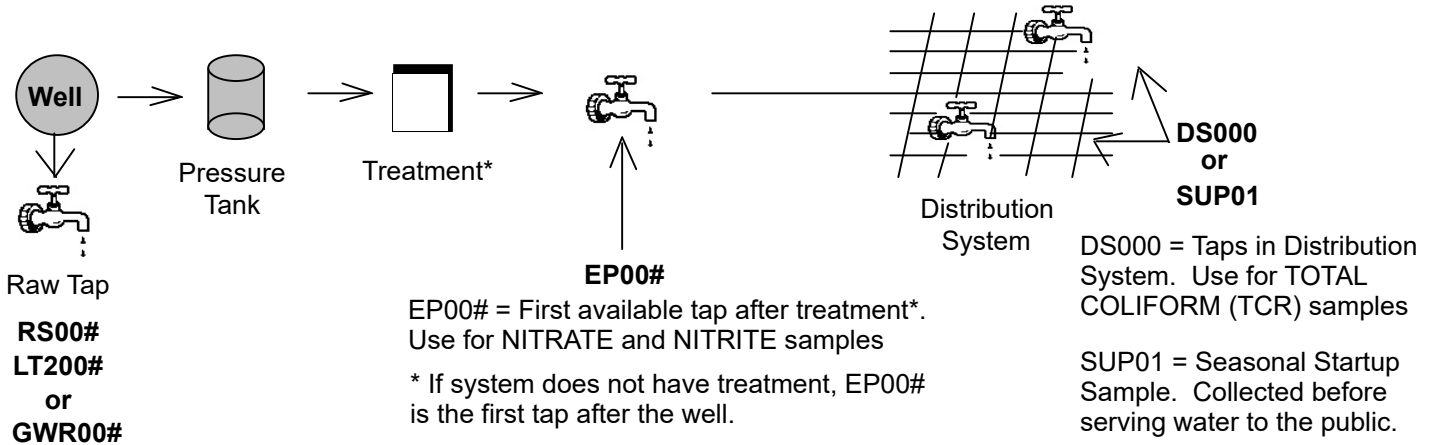 Well
Pressure
Tank
Treatment*
Raw Tap
RS00#
LT200#
or
GWR00#
EP00#
EP00# = First available tap after treatment*.
Use for NITRATE and NITRITE samples
* If system does not have treatment, EP00#
is the first tap after the well.
Distribution
System
DS000
or
SUP01
DS000 = Taps in Distribution
System. Use for TOTAL
COLIFORM (TCR) samples
SUP01 = Seasonal Startup
Sample. Collected before
serving water to the public.